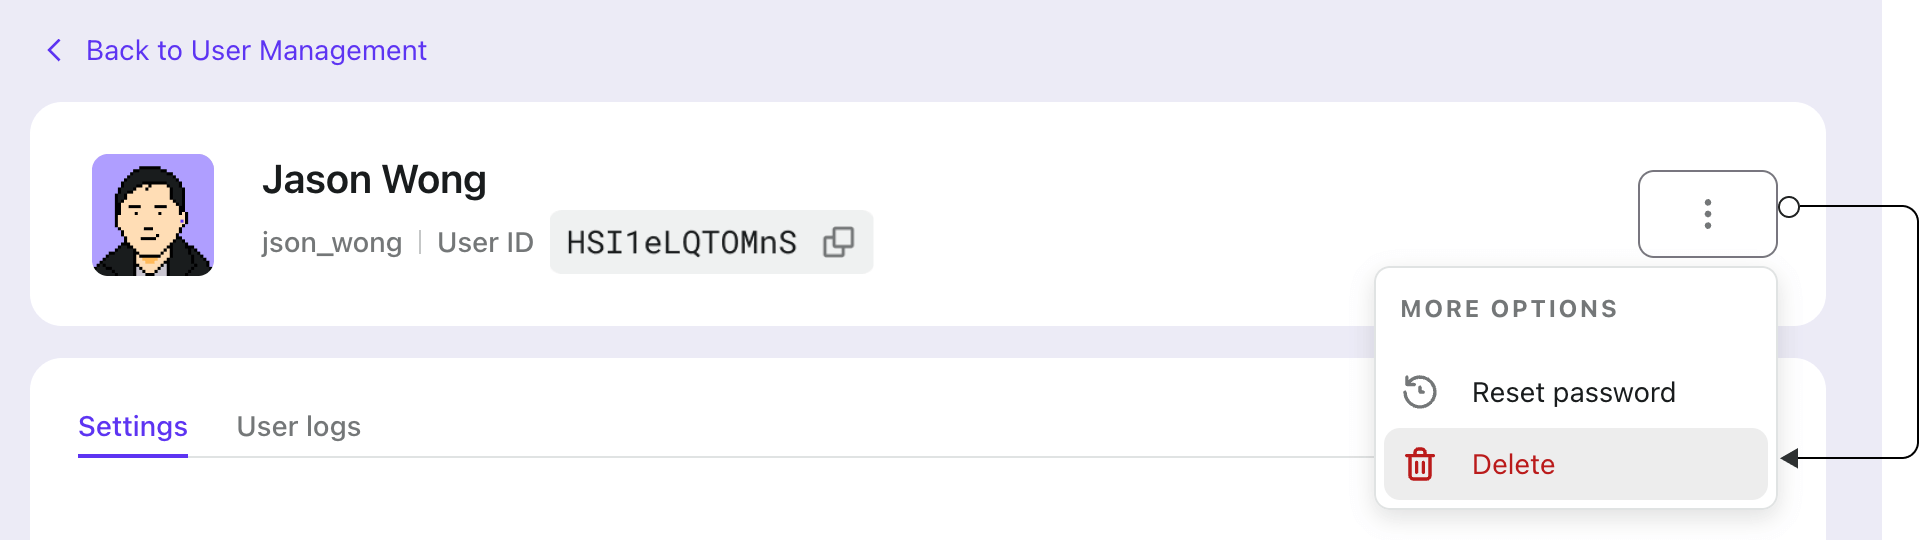 Back to User Management
Jason Wong
json_wong User ID HSI1eLQTOMnS
MORE OPTIONS
Reset password
Delete
Settings User logs